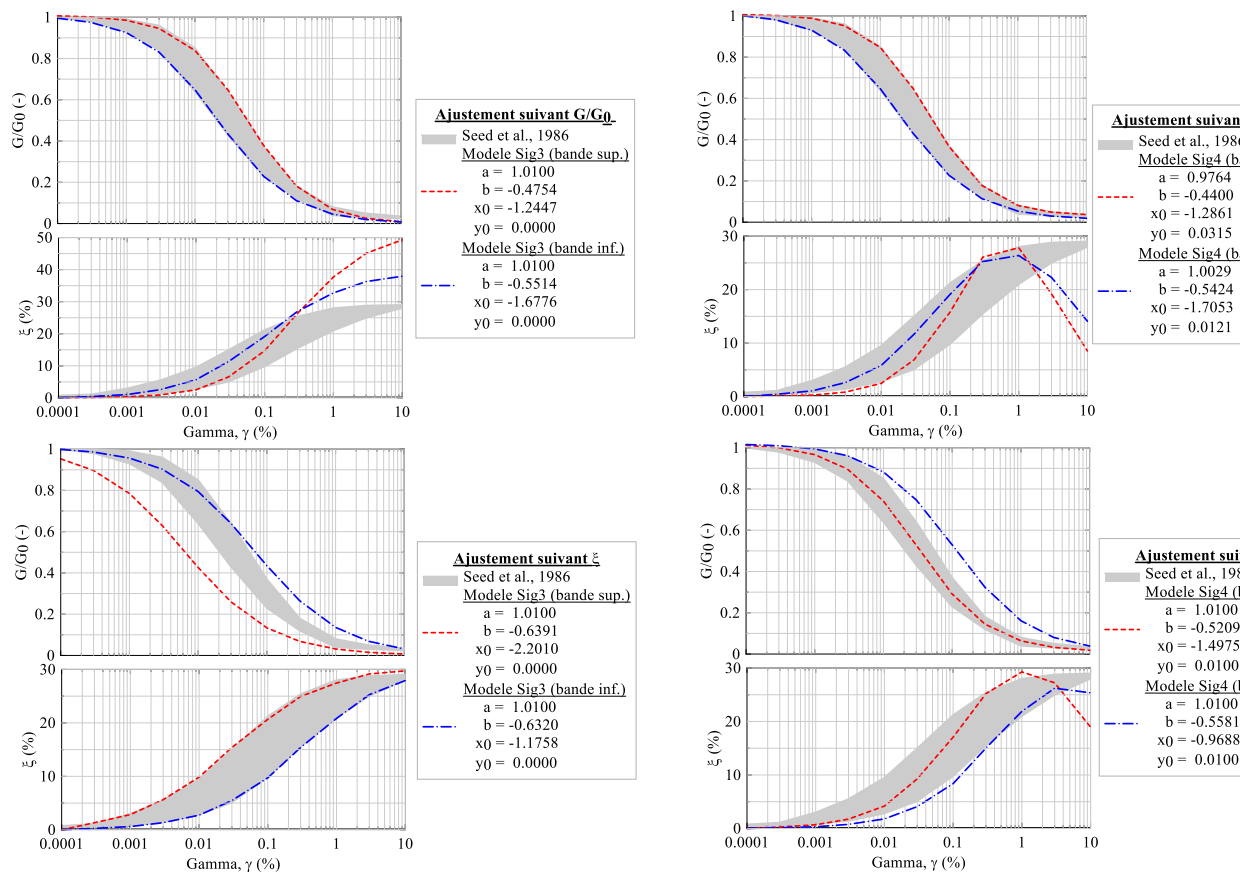 1
0.8
0.6
0.4
0.2
0
G/G0 (-)
50
40
30
20
10
0
ξ (%)
0.0001 0.001 0.01 0.1 1 10
Gamma, γ (%)
Ajustement suivant G/G0
Seed et al., 1986
Modele Sig3 (bande sup.)
a = 1.0100
b = -0.4754
x0 = -1.2447
y0 = 0.0000
Modele Sig3 (bande inf.)
a = 1.0100
b = -0.5514
x0 = -1.6776
y0 = 0.0000
1
0.8
0.6
0.4
0.2
0
G/G0 (-)
30
20
10
0
ξ (%)
0.0001 0.001 0.01 0.1 1 10
Gamma, γ (%)
Ajustement suivant
Seed et al., 1986
Modele Sig4 (ba
a = 0.9764
b = -0.4400
x0 = -1.2861
y0 = 0.0315
Modele Sig4 (ba
a = 1.0029
b = -0.5424
x0 = -1.7053
y0 = 0.0121
1
0.8
0.6
0.4
0.2
0
G/G0 (-)
30
20
10
0
ξ (%)
0.0001 0.001 0.01 0.1 1 10
Gamma, γ (%)
Ajustement suivant ξ
Seed et al., 1986
Modele Sig3 (bande sup.)
a = 1.0100
b = -0.6391
x0 = -2.2010
y0 = 0.0000
Modele Sig3 (bande inf.)
a = 1.0100
b = -0.6320
x0 = -1.1758
y0 = 0.0000
1
0.8
0.6
0.4
0.2
0
G/G0 (-)
30
20
10
0
ξ (%)
0.0001 0.001 0.01 0.1 1 10
Gamma, γ (%)
Ajustement suiv
Seed et al., 198
Modele Sig4 (b
a = 1.0100
b = -0.5209
x0 = -1.4975
y0 = 0.0100
Modele Sig4 (b
a = 1.0100
b = -0.5581
x0 = -0.9688
y0 = 0.0100